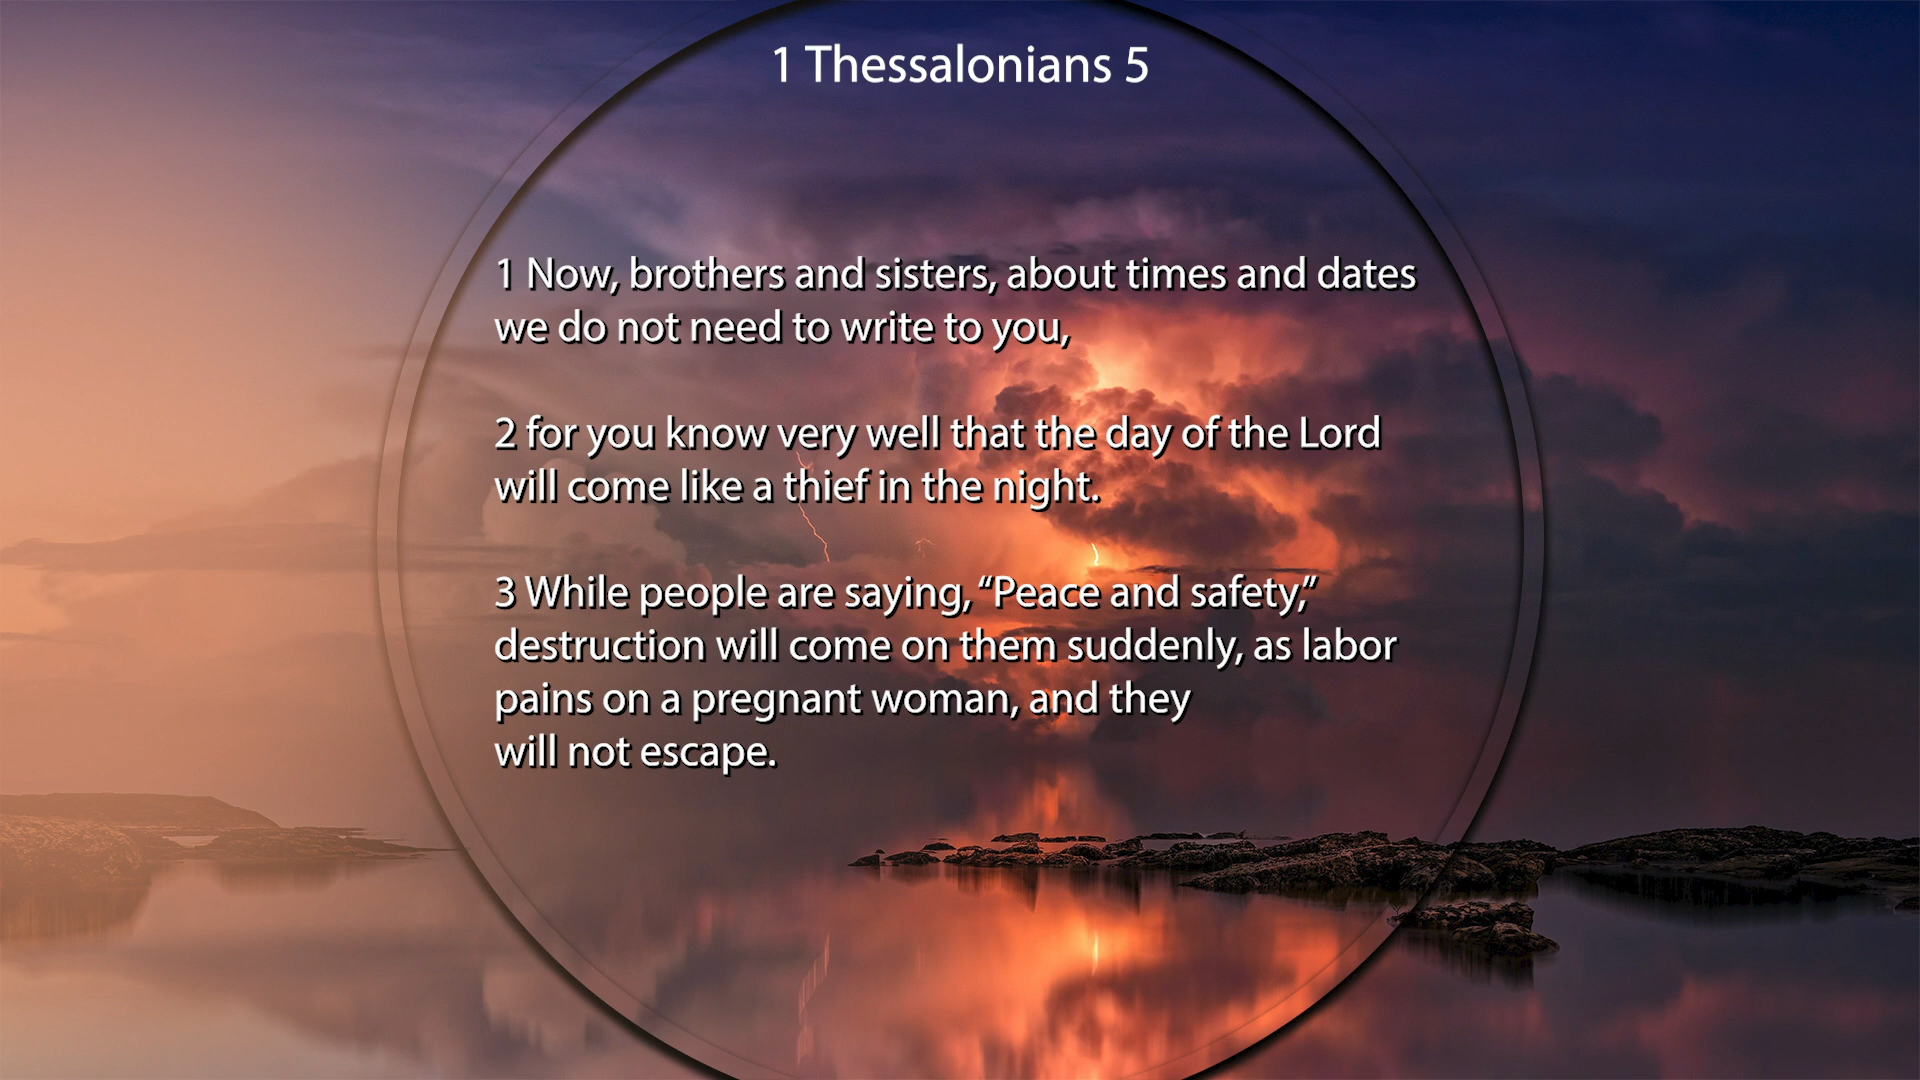 1 Thessalonians 5
1 Now, brothers and sisters, about times and dates
we do not need to write to you,
2 for you know very well that the day of the Lord
will come like a thief in the night.
3 While people are saying, “Peace and safety,”
destruction will come on them suddenly, as labor
pains on a pregnant woman, and they
will not escape.